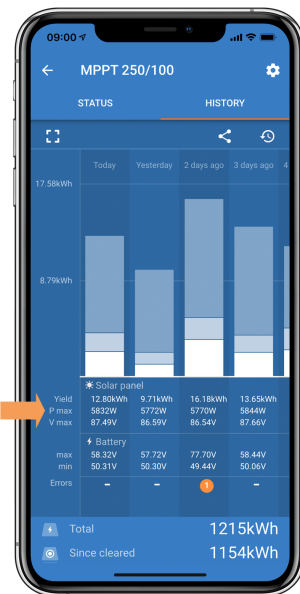 09:00
MPPT 250/100
STATUS HISTORY
Today Yesterday 2 days ago 3 days ago 4
17.58kWh
8.79kWh
Solar panel
Yield 12.80kWh 9.71kWh 16.18kWh 13.65kWh
P max 5832W 5772W 5770W 5844W
V max 87.49V 86.59V 86.54V 87.66V
Battery
max 58.32V 57.72V 77.70V 58.44V
min 50.31V 50.30V 49.44V 50.06V
Errors – – 1 –
Total 1215kWh
Since cleared 1154kWh